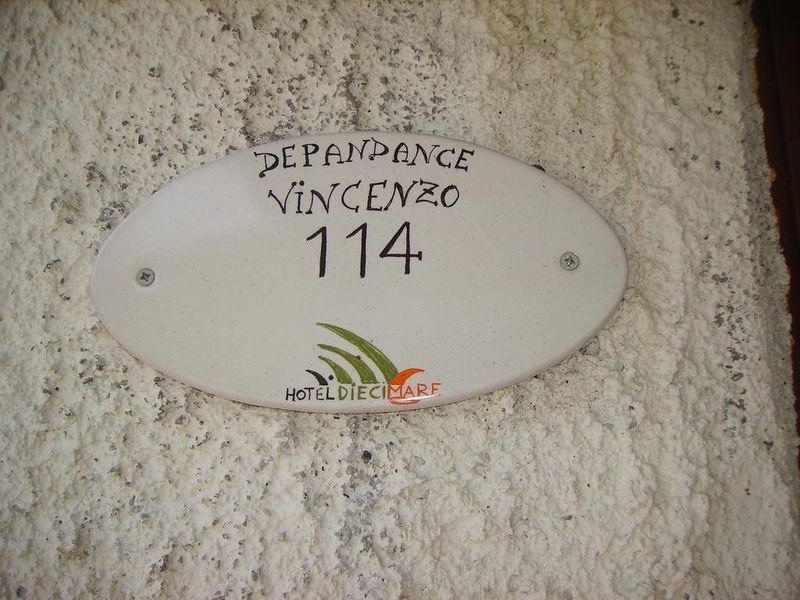 DEPANDANCE
VINCENZO
114
HOTEL DIECIMARE